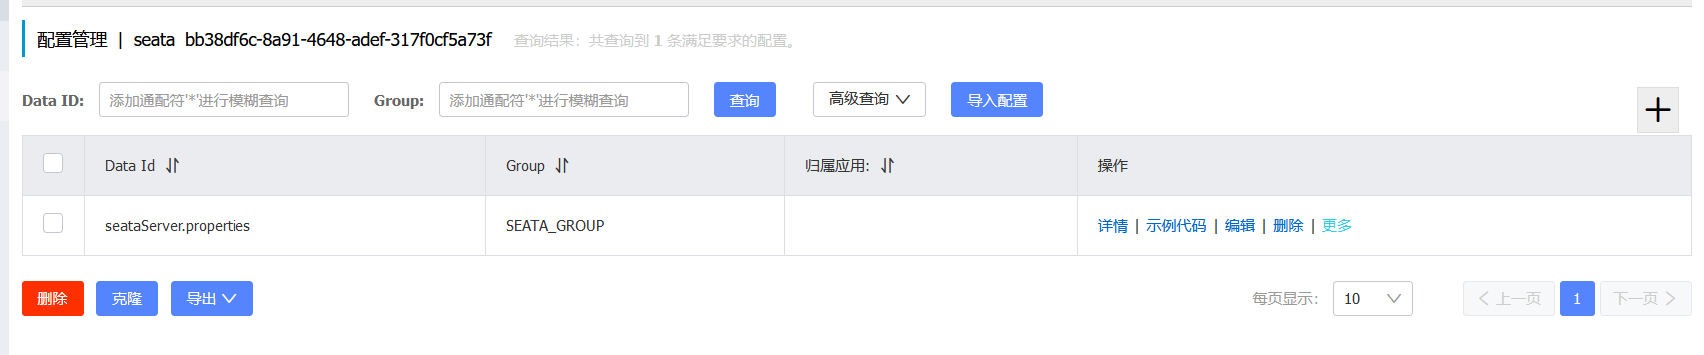 配置管理 | seata bb38df6c-8a91-4648-adef-317f0cf5a73f 查询结果：共查询到 1 条满足要求的配置。
Data ID: 添加通配符'*'进行模糊查询 Group: 添加通配符'*'进行模糊查询 查询 高级查询 导入配置
Data Id Group 归属应用: 操作
seataServer.properties SEATA_GROUP 详情 | 示例代码 | 编辑 | 删除 | 更多
删除 克隆 导出 每页显示: 10 上一页 1 下一页